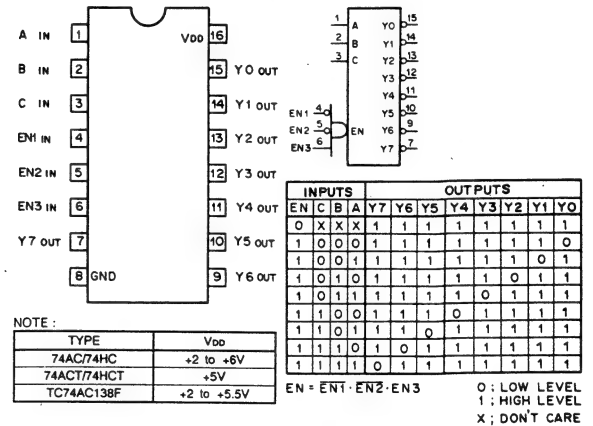 A IN 1
B IN 2
C IN 3
EN1 IN 4
EN2 IN 5
EN3 IN 6
Y7 OUT 7
8 GND
VDD 16
15 Y0 OUT
14 Y1 OUT
13 Y2 OUT
12 Y3 OUT
11 Y4 OUT
10 Y5 OUT
9 Y6 OUT
1 A Y0 15
2 B Y1 14
3 C Y2 13
Y3 12
Y4 11
EN1 4 Y5 10
EN2 5 EN Y6 9
EN3 6 Y7 7
INPUTS OUTPUTS
EN C B A Y7 Y6 Y5 Y4 Y3 Y2 Y1 Y0
0 X X X 1 1 1 1 1 1 1 1
1 0 0 0 1 1 1 1 1 1 1 0
1 0 0 1 1 1 1 1 1 1 0 1
1 0 1 0 1 1 1 1 1 0 1 1
1 0 1 1 1 1 1 1 0 1 1 1
1 1 0 0 1 1 1 0 1 1 1 1
1 1 0 1 1 1 0 1 1 1 1 1
1 1 1 0 1 0 1 1 1 1 1 1
1 1 1 1 0 1 1 1 1 1 1 1
EN = E̅N̅1̅ · E̅N̅2̅ · EN3
0 ; LOW LEVEL
1 ; HIGH LEVEL
X ; DON'T CARE
NOTE :
TYPE VDD
74AC/74HC +2 to +6V
74ACT/74HCT +5V
TC74AC138F +2 to +5.5V